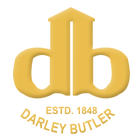 db
ESTD. 1848
DARLEY BUTLER